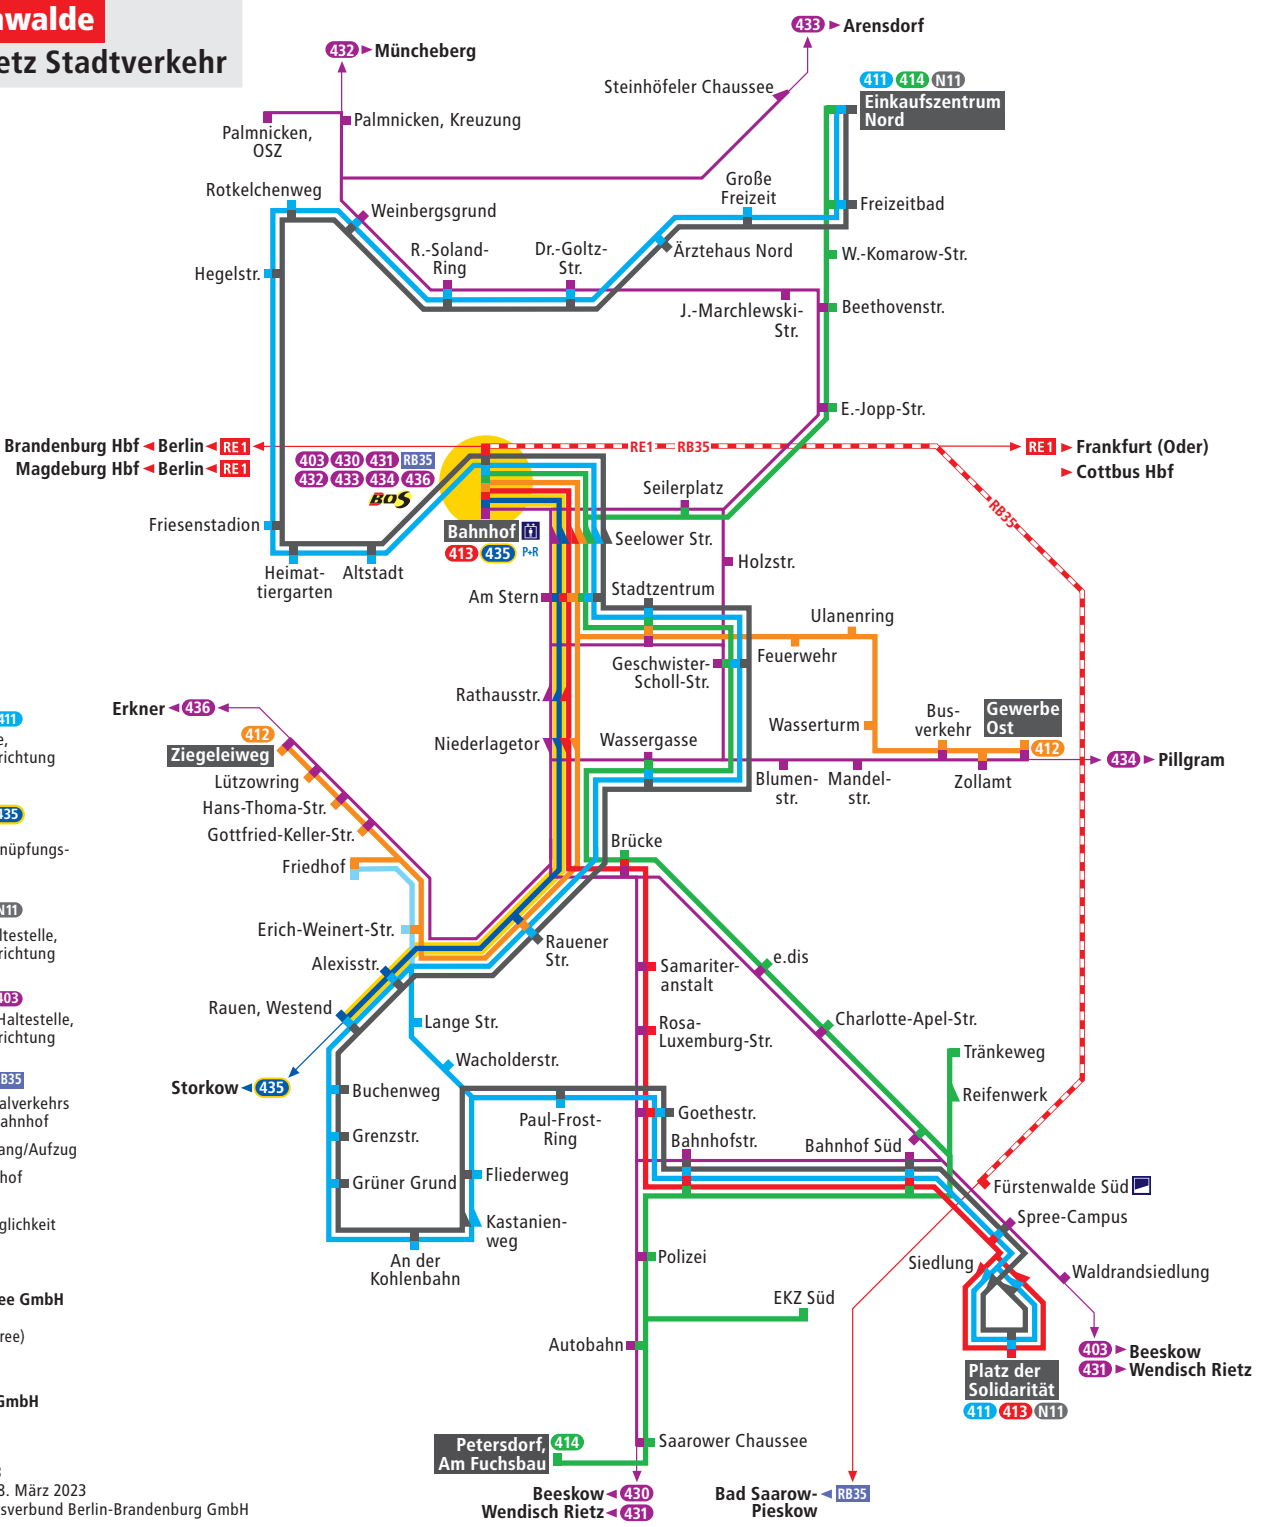 nwalde
etz Stadtverkehr
432 Müncheberg
433 Arensdorf
Steinhöfeler Chaussee
411 414 N11
Einkaufszentrum
Nord
Palmnicken,
OSZ
Palmnicken, Kreuzung
Rotkelchenweg
Weinbergsgrund
Große
Freizeit
Freizeitbad
R.-Soland-
Ring
Dr.-Goltz-
Str.
Ärztehaus Nord
W.-Komarow-Str.
Hegelstr.
J.-Marchlewski-
Str.
Beethovenstr.
E.-Jopp-Str.
Brandenburg Hbf Berlin RE1
Magdeburg Hbf Berlin RE1
403 430 431 RB35
432 433 434 436
BOS
RE1 RB35
RE1 Frankfurt (Oder)
Cottbus Hbf
RB35
Seilerplatz
Friesenstadion
Bahnhof
413 435 P+R
Seelower Str.
Heimat-
tiergarten
Altstadt
Holzstr.
Am Stern
Stadtzentrum
Ulanenring
Feuerwehr
Geschwister-
Scholl-Str.
Rathausstr.
Erkner 436
412
Ziegeleiweg
Niederlagetor
Wassergasse
Wasserturm
Bus-
verkehr
Gewerbe
Ost
412
434 Pillgram
Blumen-
str.
Mandel-
str.
Zollamt
Lützowring
Hans-Thoma-Str.
Gottfried-Keller-Str.
Friedhof
Brücke
Erich-Weinert-Str.
Rauener
Str.
Alexisstr.
Samariter-
anstalt
e.dis
Rauen, Westend
Lange Str.
Rosa-
Luxemburg-Str.
Charlotte-Apel-Str.
Wacholderstr.
Tränkeweg
Storkow 435
Buchenweg
Reifenwerk
Paul-Frost-
Ring
Goethestr.
Grenzstr.
Bahnhofstr.
Bahnhof Süd
Grüner Grund
Fliederweg
Fürstenwalde Süd
Kastanien-
weg
Spree-Campus
An der
Kohlenbahn
Polizei
Siedlung
Waldrandsiedlung
EKZ Süd
Autobahn
403 Beeskow
431 Wendisch Rietz
Platz der
Solidarität
411 413 N11
Petersdorf,
Am Fuchsbau
414
Saarower Chaussee
Beeskow 430
Wendisch Rietz 431
Bad Saarow-
Pieskow
RB35
411
e,
richtung
435
nüpfungs-
N11
ltestelle,
richtung
403
Haltestelle,
richtung
B35
alverkehrs
ahnhof
ang/Aufzug
hof
glichkeit
ee GmbH
ree)
GmbH
3
8. März 2023
sverbund Berlin-Brandenburg GmbH